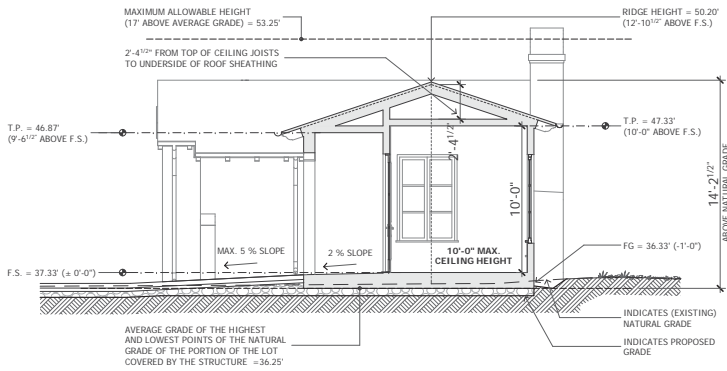 MAXIMUM ALLOWABLE HEIGHT
(17' ABOVE AVERAGE GRADE) = 53.25'
RIDGE HEIGHT = 50.20'
(12'-10 1/2" ABOVE F.S.)
2'-4 1/2" FROM TOP OF CEILING JOISTS
TO UNDERSIDE OF ROOF SHEATHING
T.P. = 46.87'
(9'-6 1/2" ABOVE F.S.)
T.P. = 47.33'
(10'-0" ABOVE F.S.)
2'-4 1/2"
10'-0"
14'-2 1/2"
ABOVE NATURAL GRADE
MAX. 5 % SLOPE
2 % SLOPE
10'-0" MAX.
CEILING HEIGHT
FG = 36.33' (-1'-0")
F.S. = 37.33' (± 0'-0")
INDICATES (EXISTING)
NATURAL GRADE
INDICATES PROPOSED
GRADE
AVERAGE GRADE OF THE HIGHEST
AND LOWEST POINTS OF THE NATURAL
GRADE OF THE PORTION OF THE LOT
COVERED BY THE STRUCTURE =36.25'